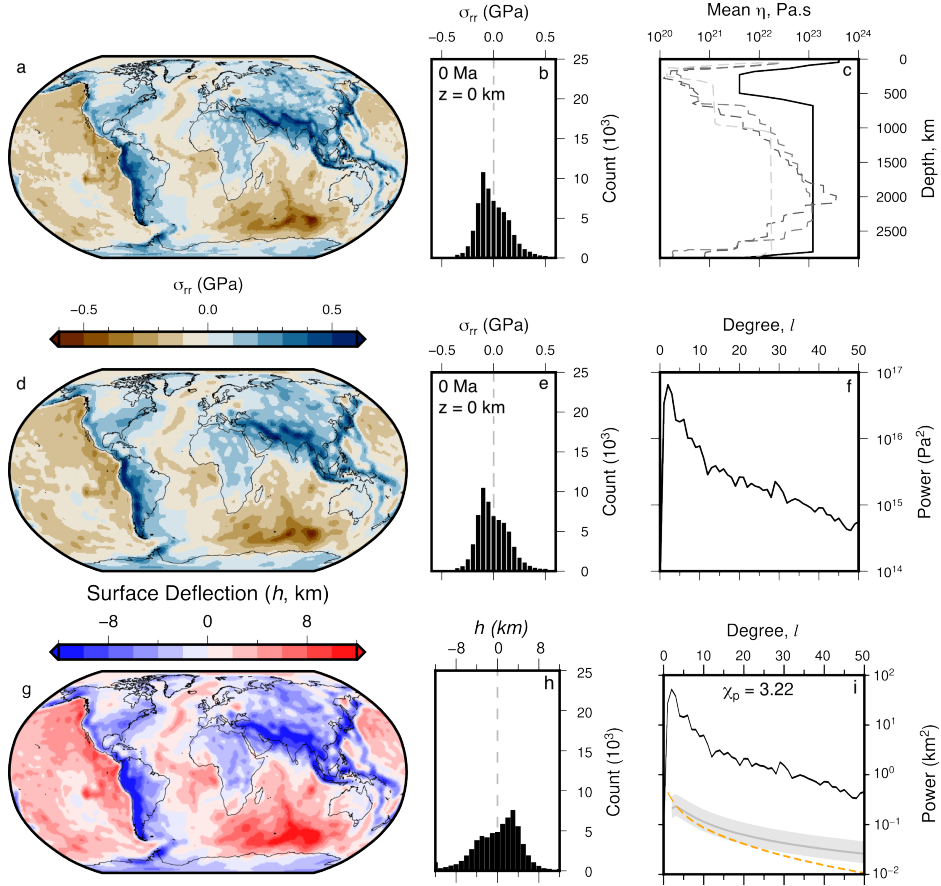 σrr (GPa)
−0.5 0.0 0.5
Mean η, Pa.s
10²⁰ 10²¹ 10²² 10²³ 10²⁴
a
b
0 Ma
z = 0 km
0
5
10
15
20
25
Count (10³)
c
0
500
1000
1500
2000
2500
Depth, km
σrr (GPa)
−0.5 0.0 0.5
σrr (GPa)
−0.5 0.0 0.5
Degree, l
0 10 20 30 40 50
d
e
0 Ma
z = 0 km
0
5
10
15
20
25
Count (10³)
f
10¹⁷
10¹⁶
10¹⁵
10¹⁴
Power (Pa²)
Surface Deflection (h, km)
−8 −4 0 4 8
h (km)
−8 0 8
Degree, l
0 10 20 30 40 50
g
h
0
5
10
15
20
25
Count (10³)
χp = 3.22
i
10²
10¹
10⁰
10⁻¹
10⁻²
Power (km²)